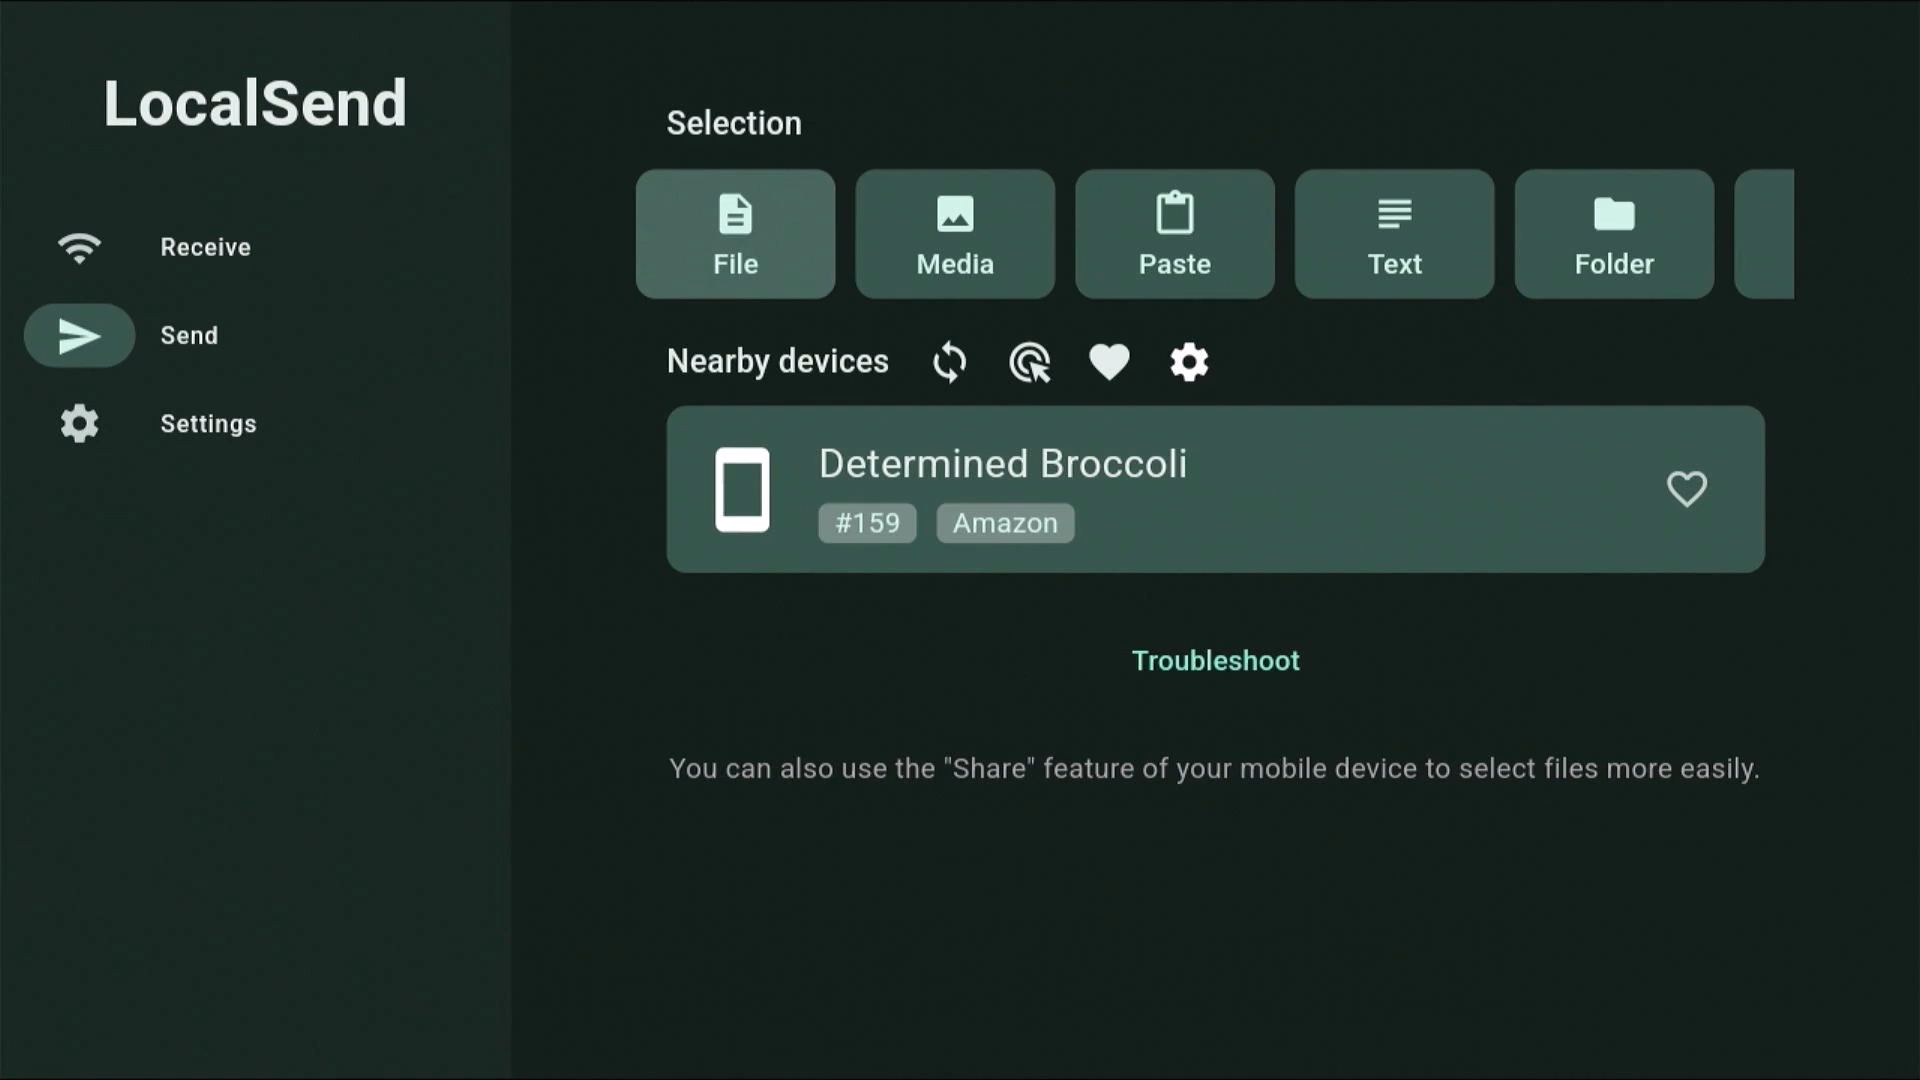 LocalSend
Receive
Send
Settings
Selection
File
Media
Paste
Text
Folder
Nearby devices
Determined Broccoli
#159 Amazon
Troubleshoot
You can also use the "Share" feature of your mobile device to select files more easily.